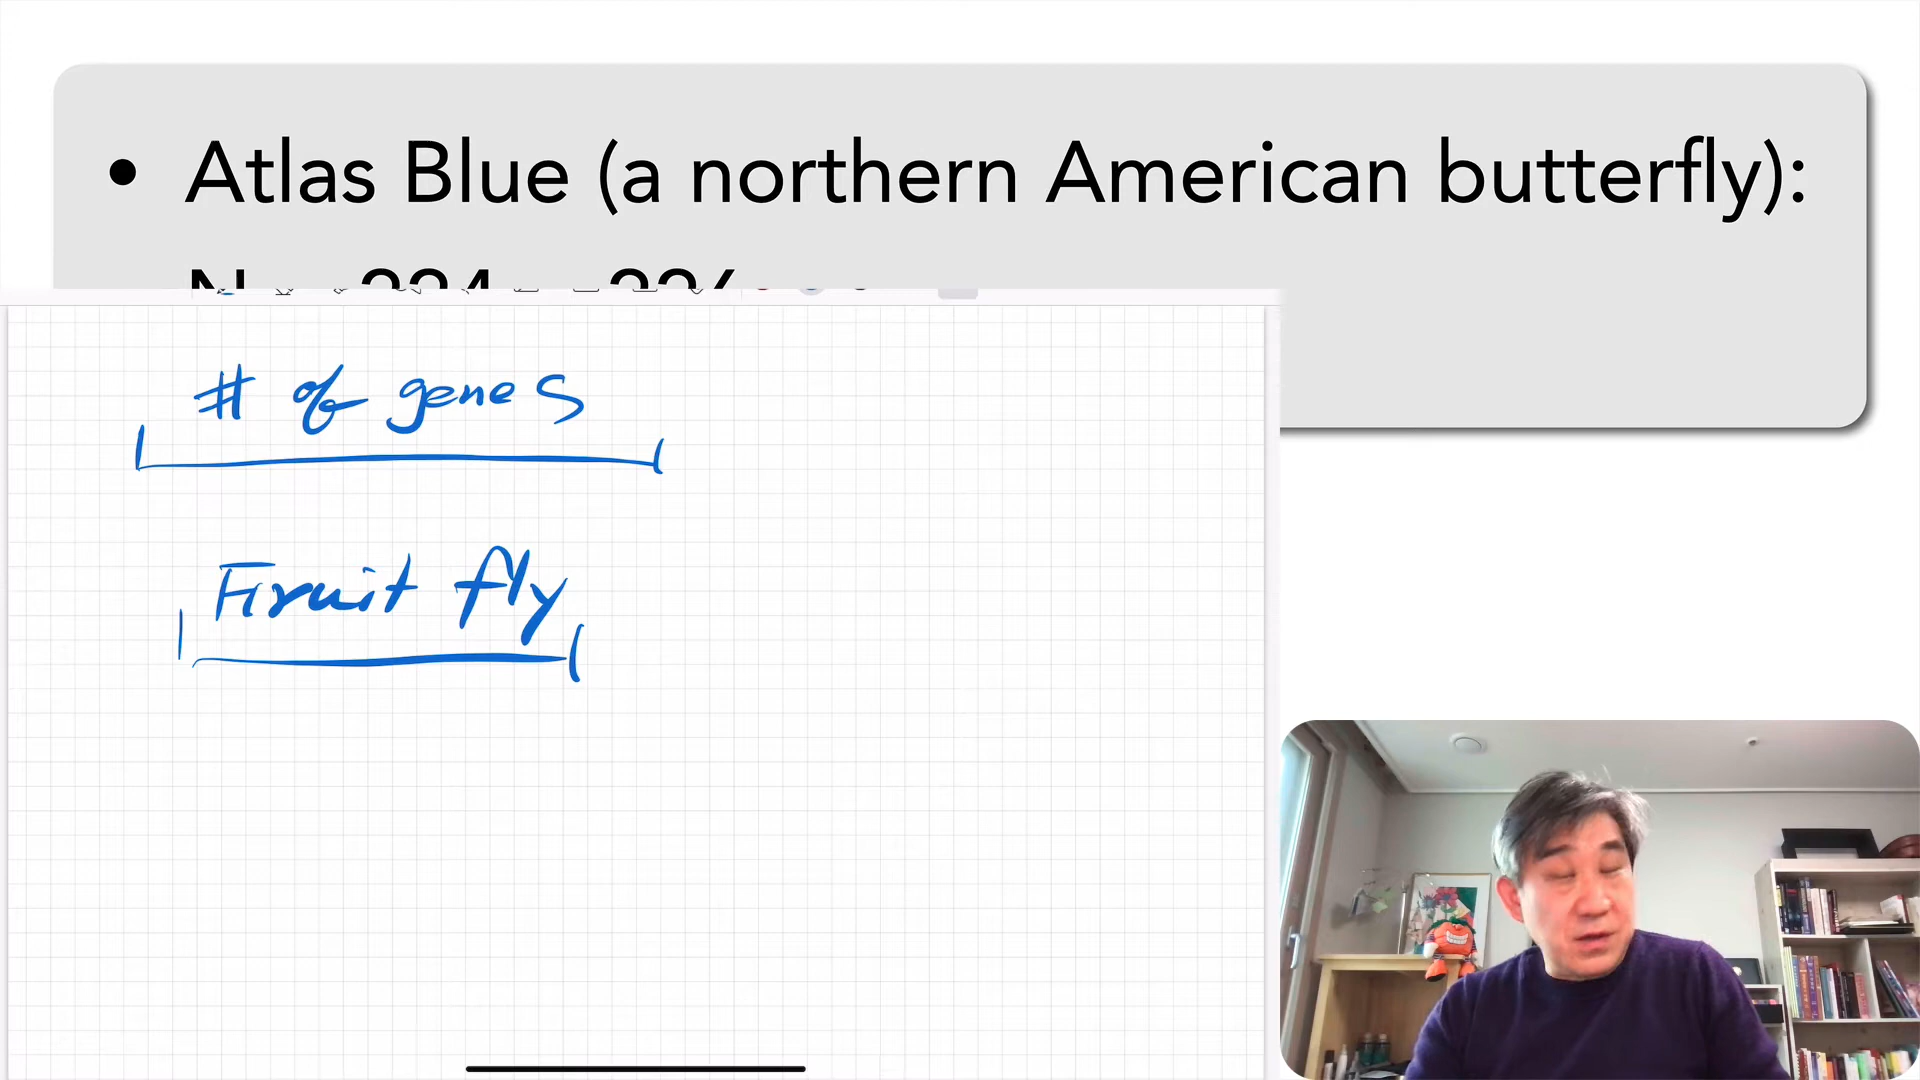 • Atlas Blue (a northern American butterfly):
# of genes
Fruit fly